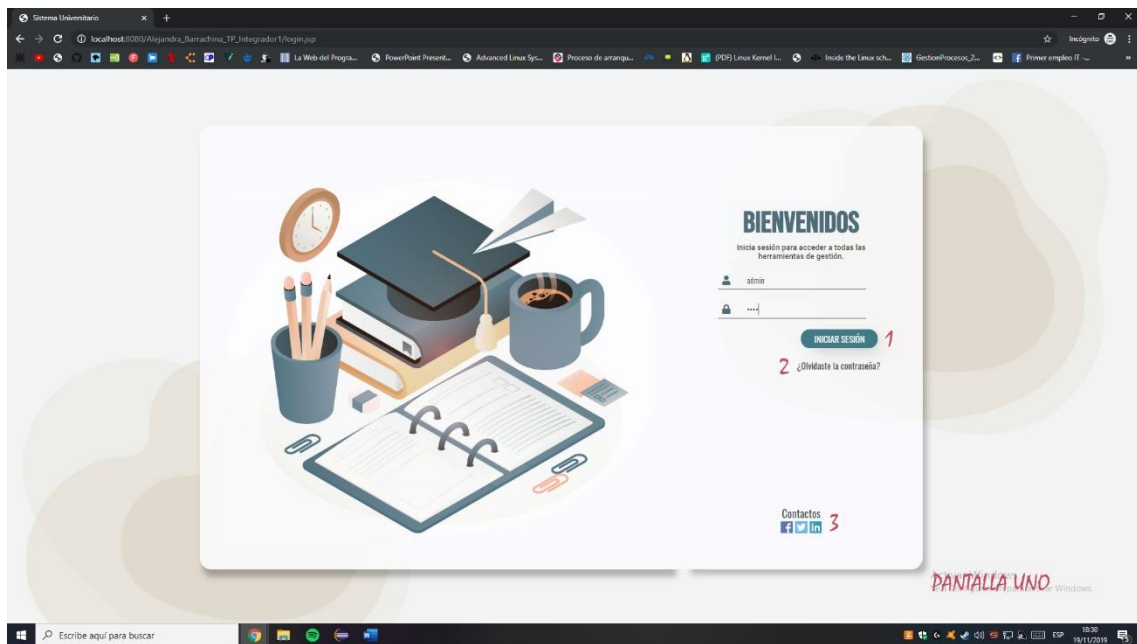 Sistema Universitario
localhost:8080/Alejandra_Barrachina_TP_Integrador1/login.jsp
Incógnito
La Web del Progra...
PowerPoint Present...
Advanced Linux Sys...
Proceso de arranqu...
(PDF) Linux Kernel I...
Inside the Linux sch...
GestionProcesos_2...
Primer empleo IT -...
BIENVENIDOS
Inicia sesión para acceder a todas las
herramientas de gestión.
admin
INICIAR SESIÓN 1
2 ¿Olvidaste la contraseña?
Contactos
3
PANTALLA UNO
Windows.
Escribe aquí para buscar
ESP
18:30
19/11/2019